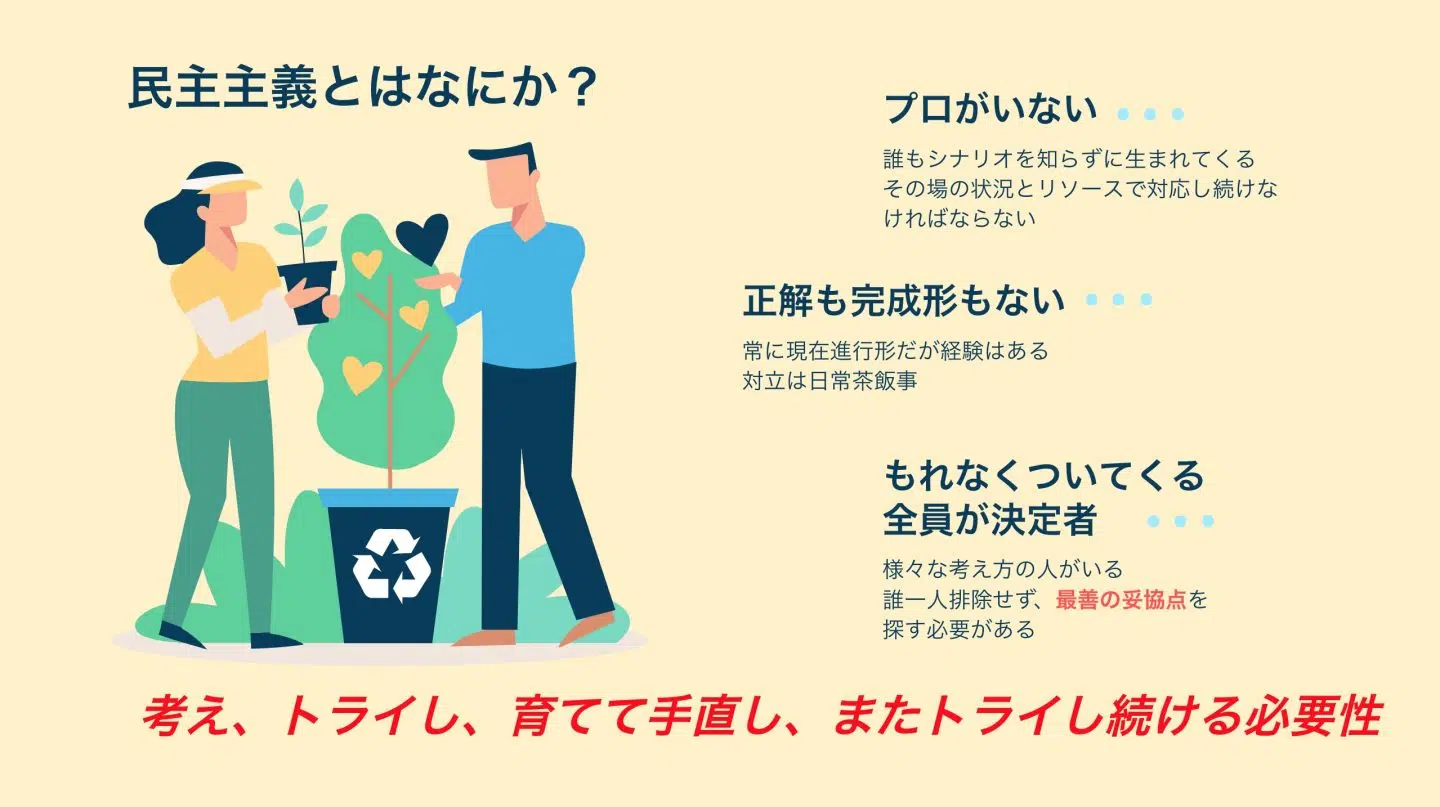 民主主義とはなにか？
プロがいない
誰もシナリオを知らずに生まれてくる
その場の状況とリソースで対応し続けな
ければならない
正解も完成形もない
常に現在進行形だが経験はある
対立は日常茶飯事
もれなくついてくる
全員が決定者
様々な考え方の人がいる
誰一人排除せず、最善の妥協点を
探す必要がある
考え、トライし、育てて手直し、またトライし続ける必要性